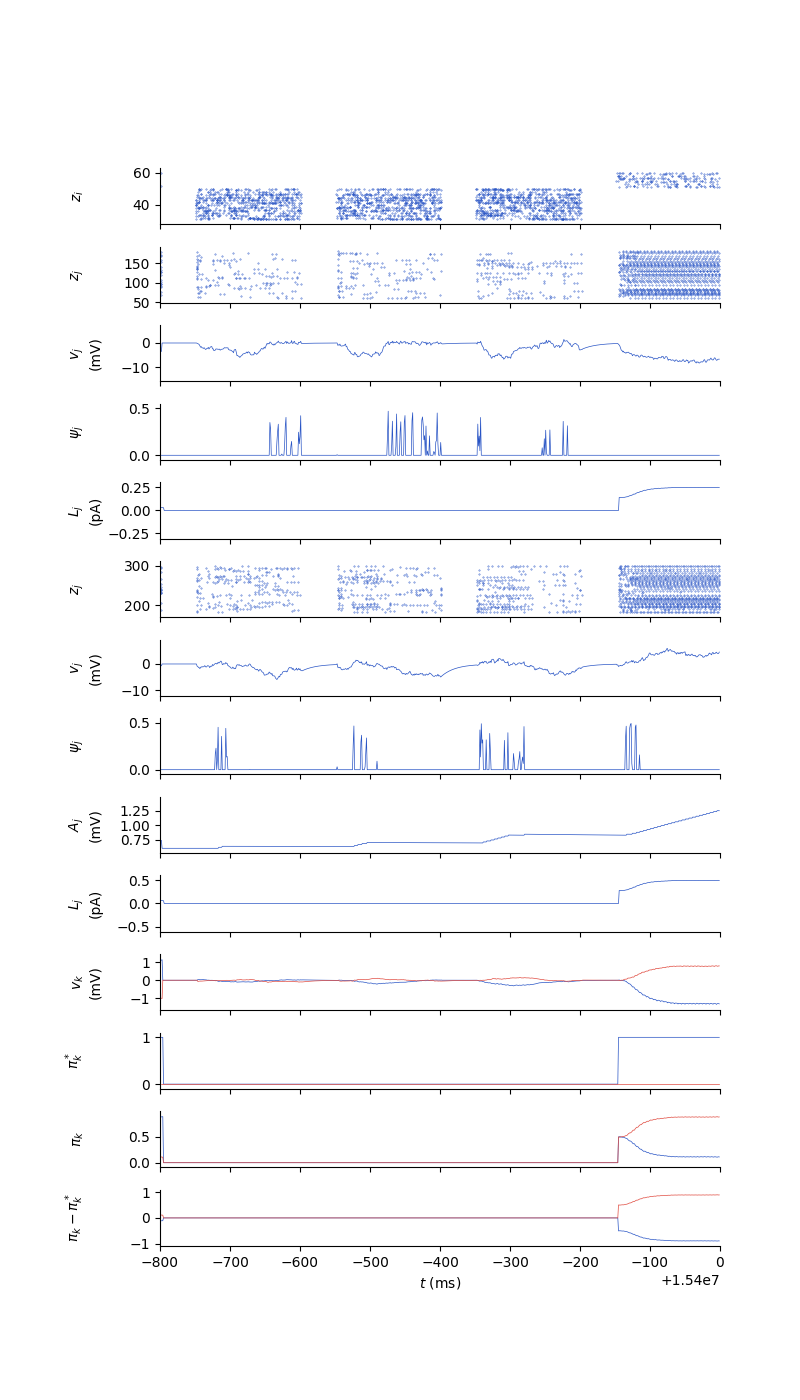 60
40
z_i
150
100
50
z_j
0
−10
v_j
(mV)
0.5
0.0
ψ_j
0.25
0.00
−0.25
L_j
(pA)
300
200
z_j
0
−10
v_j
(mV)
0.5
0.0
ψ_j
1.25
1.00
0.75
A_j
(mV)
0.5
0.0
−0.5
L_j
(pA)
1
0
−1
v_k
(mV)
1
0
π_k^*
0.5
0.0
π_k
1
0
−1
π_k − π_k^*
−800 −700 −600 −500 −400 −300 −200 −100 0
t (ms)
+1.54e7